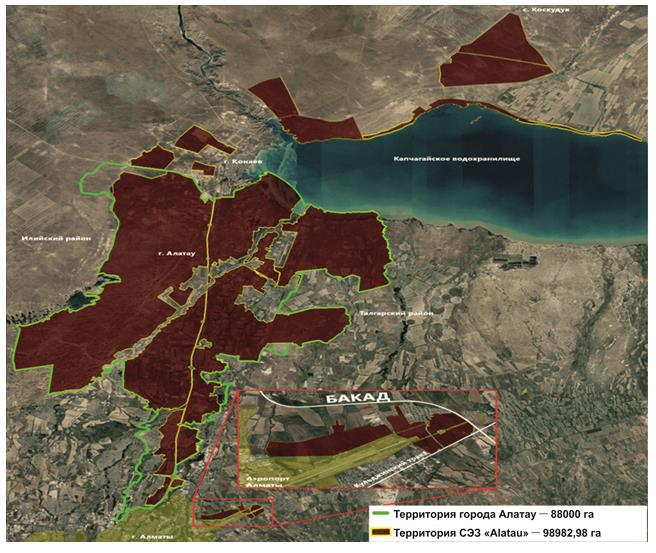 с. Коскудук
г. Конаев
Капчагайское водохранилище
Илийский район
г. Алатау
Талгарский район
БАКАД
Аэропорт
Алматы
Кульджинский тракт
г. Алматы
Территория города Алатау — 88000 га
Территория СЭЗ «Alatau» — 98982,98 га